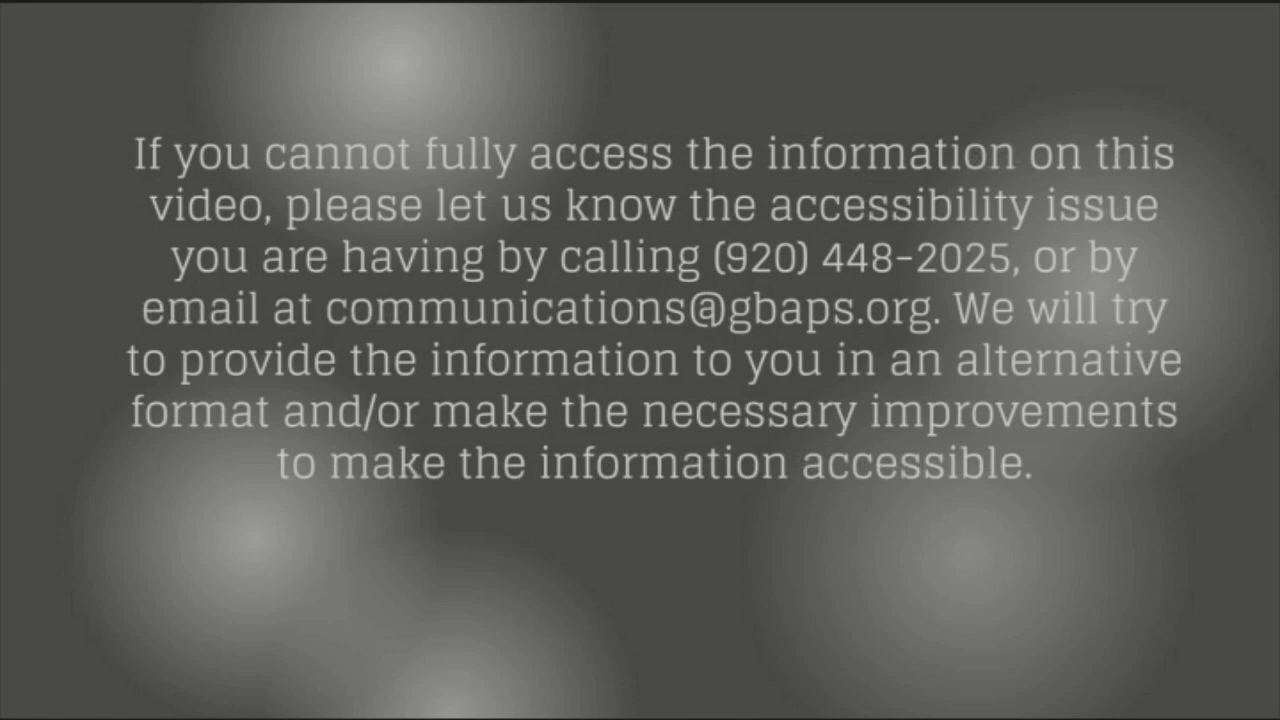 If you cannot fully access the information on this
video, please let us know the accessibility issue
you are having by calling (920) 448-2025, or by
email at communications@gbaps.org. We will try
to provide the information to you in an alternative
format and/or make the necessary improvements
to make the information accessible.